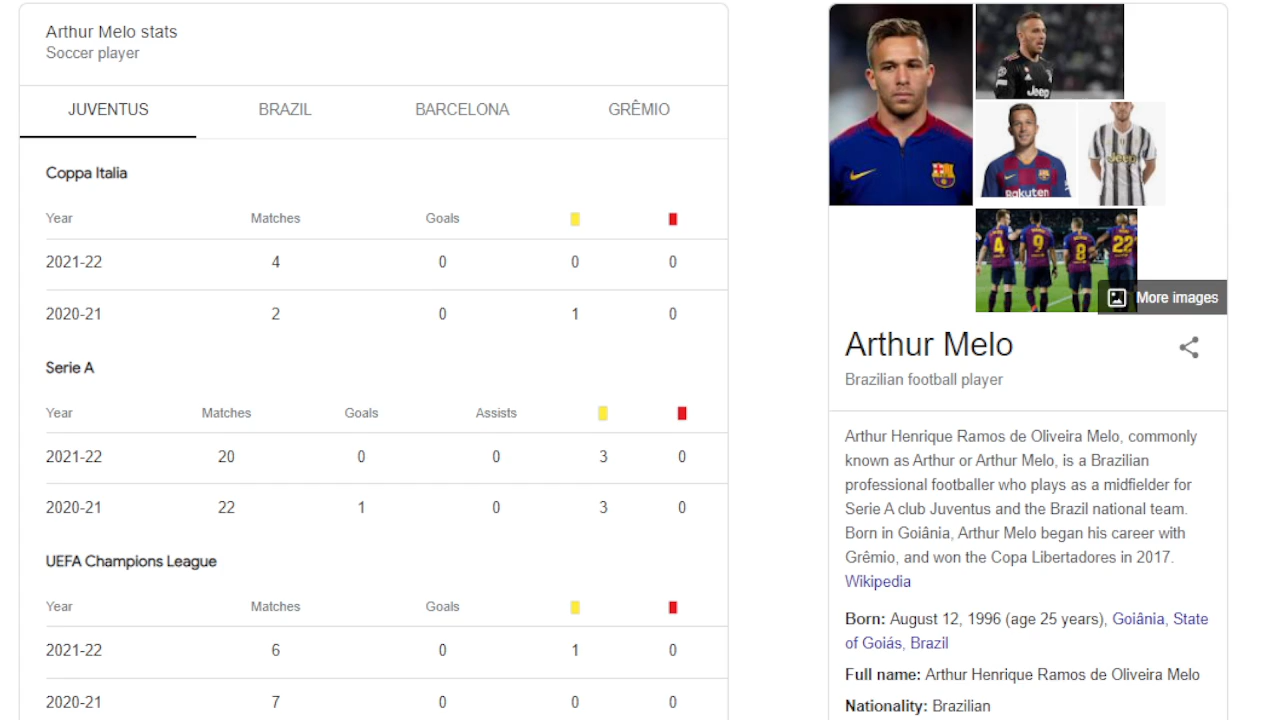 Arthur Melo stats
Soccer player
JUVENTUS BRAZIL BARCELONA GRÊMIO
Coppa Italia
Year Matches Goals
2021-22 4 0 0 0
2020-21 2 0 1 0
Serie A
Year Matches Goals Assists
2021-22 20 0 0 3 0
2020-21 22 1 0 3 0
UEFA Champions League
Year Matches Goals
2021-22 6 0 1 0
2020-21 7 0 0 0
Jeep
Rakuten
Jeep
4 9 8 22
More images
Arthur Melo
Brazilian football player
Arthur Henrique Ramos de Oliveira Melo, commonly
known as Arthur or Arthur Melo, is a Brazilian
professional footballer who plays as a midfielder for
Serie A club Juventus and the Brazil national team.
Born in Goiânia, Arthur Melo began his career with
Grêmio, and won the Copa Libertadores in 2017.
Wikipedia
Born: August 12, 1996 (age 25 years), Goiânia, State
of Goiás, Brazil
Full name: Arthur Henrique Ramos de Oliveira Melo
Nationality: Brazilian